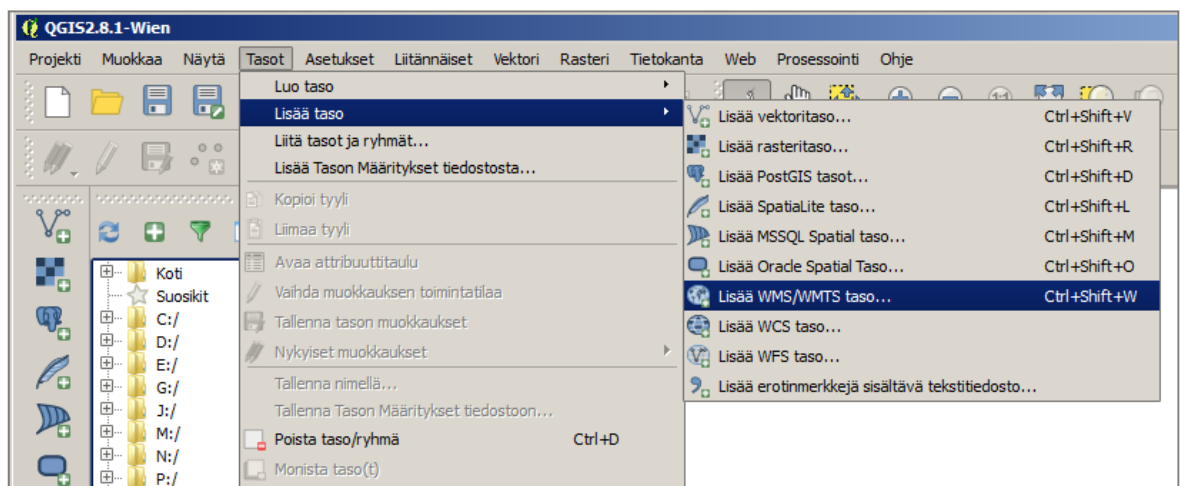 QGIS2.8.1-Wien
Projekti Muokkaa Näytä Tasot Asetukset Liitännäiset Vektori Rasteri Tietokanta Web Prosessointi Ohje
Luo taso
Lisää taso
Liitä tasot ja ryhmät...
Lisää Tason Määritykset tiedostosta...
Kopioi tyyli
Liimaa tyyli
Avaa attribuuttitaulu
Vaihda muokkauksen toimintatilaa
Tallenna tason muokkaukset
Nykyiset muokkaukset
Tallenna nimellä...
Tallenna Tason Määritykset tiedostoon...
Poista taso/ryhmä Ctrl+D
Monista taso(t)
Lisää vektoritaso... Ctrl+Shift+V
Lisää rasteritaso... Ctrl+Shift+R
Lisää PostGIS tasot... Ctrl+Shift+D
Lisää SpatiaLite taso... Ctrl+Shift+L
Lisää MSSQL Spatial taso... Ctrl+Shift+M
Lisää Oracle Spatial Taso... Ctrl+Shift+O
Lisää WMS/WMTS taso... Ctrl+Shift+W
Lisää WCS taso...
Lisää WFS taso...
Lisää erotinmerkkejä sisältävä tekstitiedosto...
Koti
Suosikit
C:/
D:/
E:/
G:/
J:/
M:/
N:/
P:/